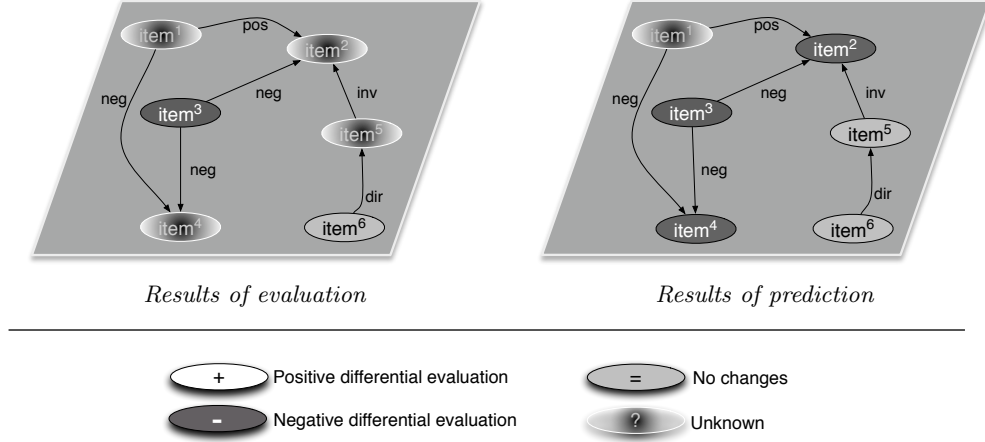 item1
pos
item2
neg
item3
neg
inv
item5
neg
dir
item4
item6
Results of evaluation
item1
pos
item2
neg
item3
neg
inv
item5
neg
dir
item4
item6
Results of prediction
+ Positive differential evaluation
= No changes
- Negative differential evaluation
? Unknown